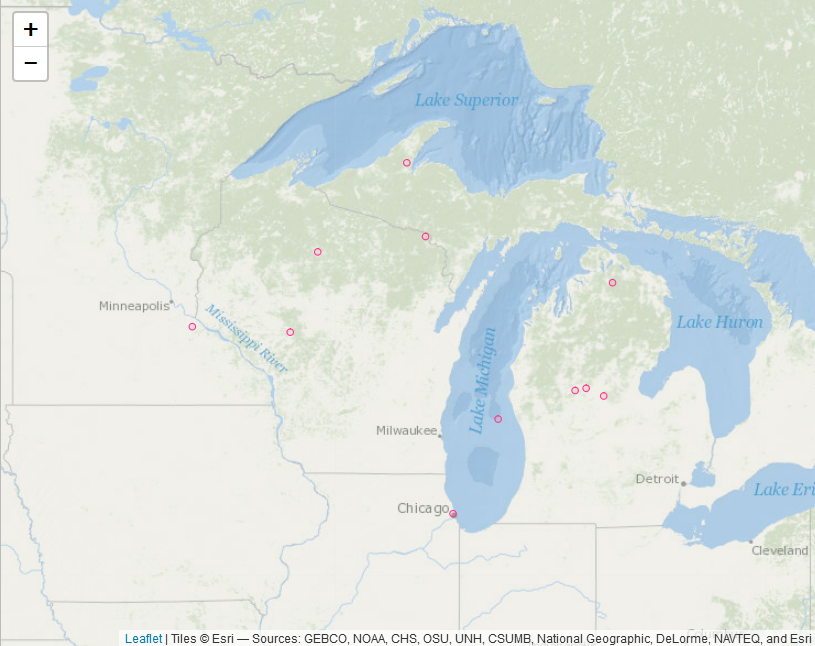 +
−
Lake Superior
Minneapolis
Mississippi River
Lake Huron
Lake Michigan
Milwaukee
Detroit
Lake Eri
Chicago
Cleveland
Leaflet | Tiles © Esri — Sources: GEBCO, NOAA, CHS, OSU, UNH, CSUMB, National Geographic, DeLorme, NAVTEQ, and Esri